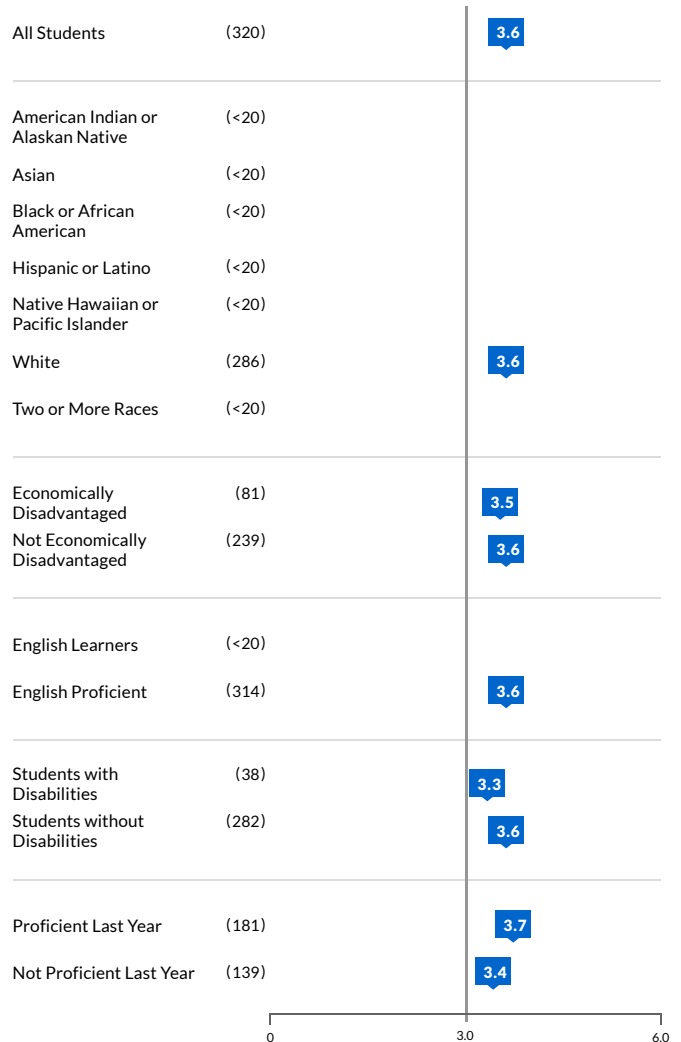 All Students (320) 3.6
American Indian or (<20)
Alaskan Native
Asian (<20)
Black or African (<20)
American
Hispanic or Latino (<20)
Native Hawaiian or (<20)
Pacific Islander
White (286) 3.6
Two or More Races (<20)
Economically (81) 3.5
Disadvantaged
Not Economically (239) 3.6
Disadvantaged
English Learners (<20)
English Proficient (314) 3.6
Students with (38) 3.3
Disabilities
Students without (282) 3.6
Disabilities
Proficient Last Year (181) 3.7
Not Proficient Last Year (139) 3.4
0 3.0 6.0